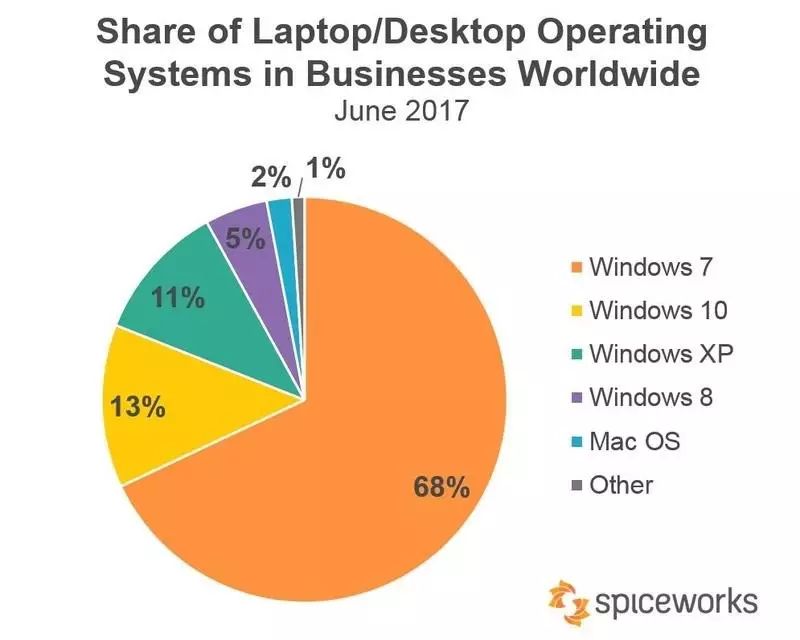 Share of Laptop/Desktop Operating
Systems in Businesses Worldwide
June 2017
2%
1%
5%
11%
13%
68%
Windows 7
Windows 10
Windows XP
Windows 8
Mac OS
Other
spiceworks